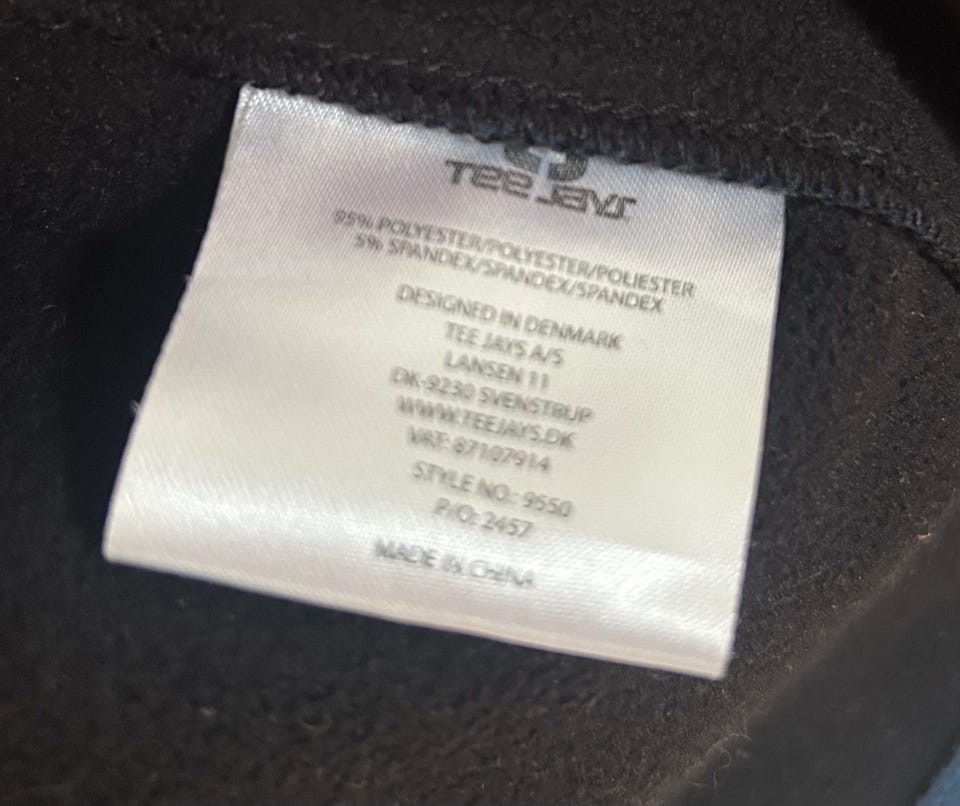 TEE JAYS
95% POLYESTER/POLYESTER/POLIESTER
5% SPANDEX/SPANDEX/SPANDEX
DESIGNED IN DENMARK
TEE JAYS A/S
LANSEN 11
DK-9230 SVENSTRUP
WWW.TEEJAYS.DK
VAT: 87107914
STYLE NO.: 9550
P/O: 2457
MADE IN CHINA